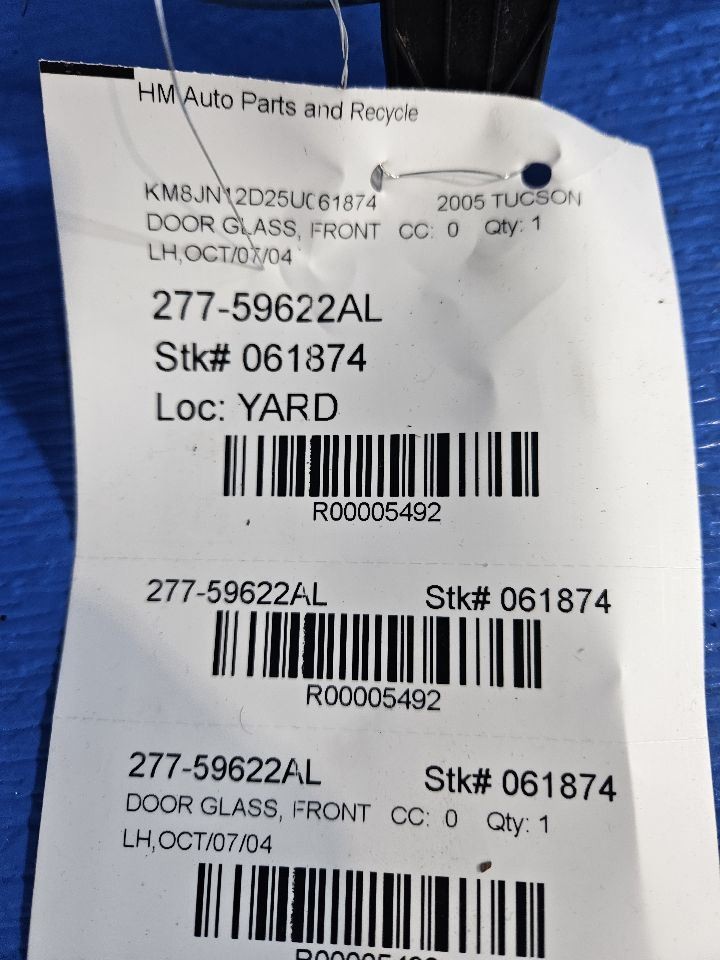 HM Auto Parts and Recycle
KM8JN12D25U061874 2005 TUCSON
DOOR GLASS, FRONT CC: 0 Qty: 1
LH,OCT/07/04
277-59622AL
Stk# 061874
Loc: YARD
R00005492
277-59622AL Stk# 061874
R00005492
277-59622AL Stk# 061874
DOOR GLASS, FRONT CC: 0 Qty: 1
LH,OCT/07/04